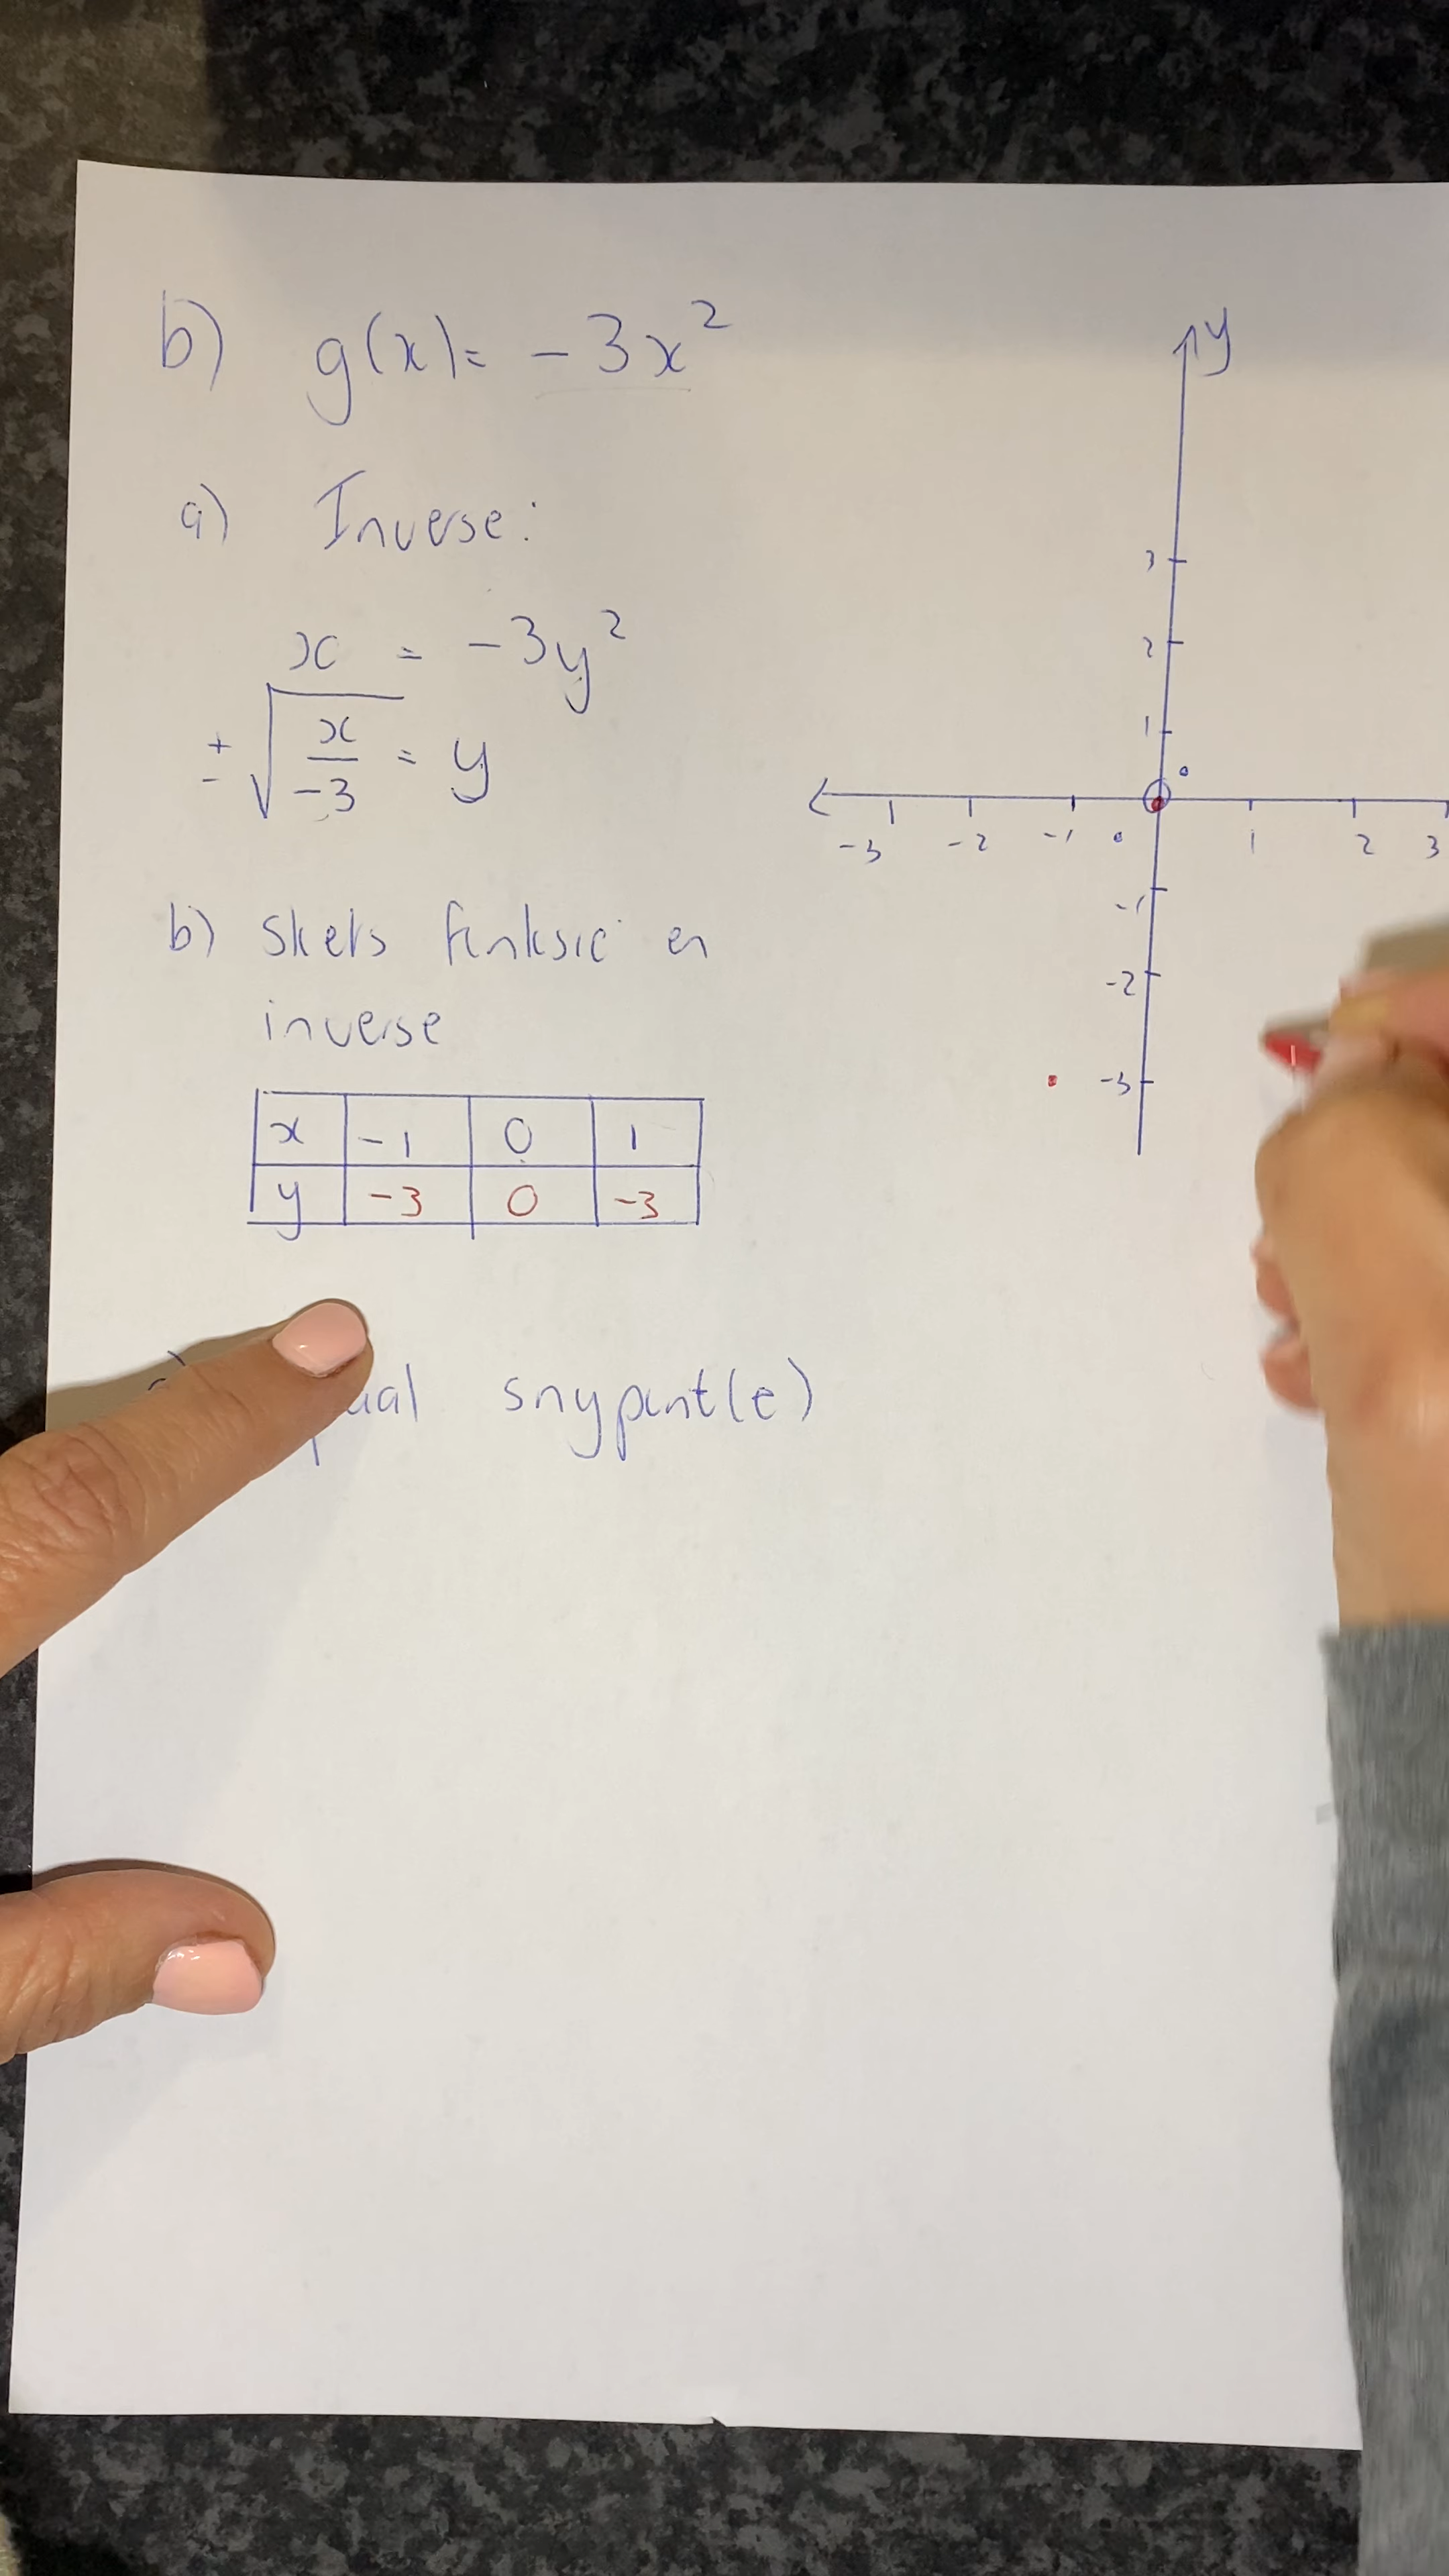 b) g(x) = -3x²
a) Inverse:
x = -3y²
± √(x/-3) = y
b) Skets funksie en
inverse
x -1 0 1
y -3 0 -3
snypunt(e)
y
3
2
1
0
-3 -2 -1 0 1 2 3
-1
-2
-3